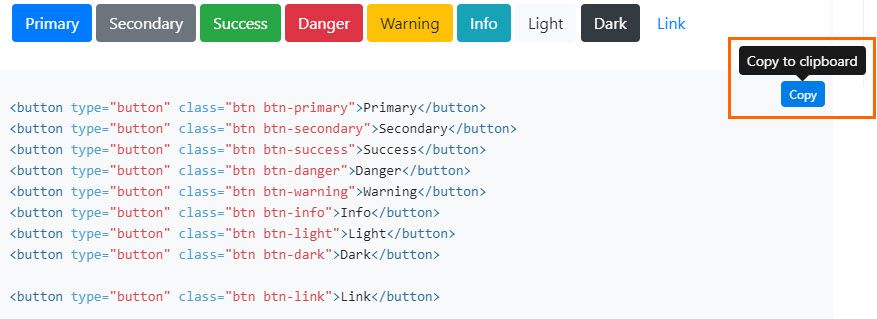 Primary Secondary Success Danger Warning Info Light Dark Link
Copy to clipboard
Copy
<button type="button" class="btn btn-primary">Primary</button>
<button type="button" class="btn btn-secondary">Secondary</button>
<button type="button" class="btn btn-success">Success</button>
<button type="button" class="btn btn-danger">Danger</button>
<button type="button" class="btn btn-warning">Warning</button>
<button type="button" class="btn btn-info">Info</button>
<button type="button" class="btn btn-light">Light</button>
<button type="button" class="btn btn-dark">Dark</button>
<button type="button" class="btn btn-link">Link</button>